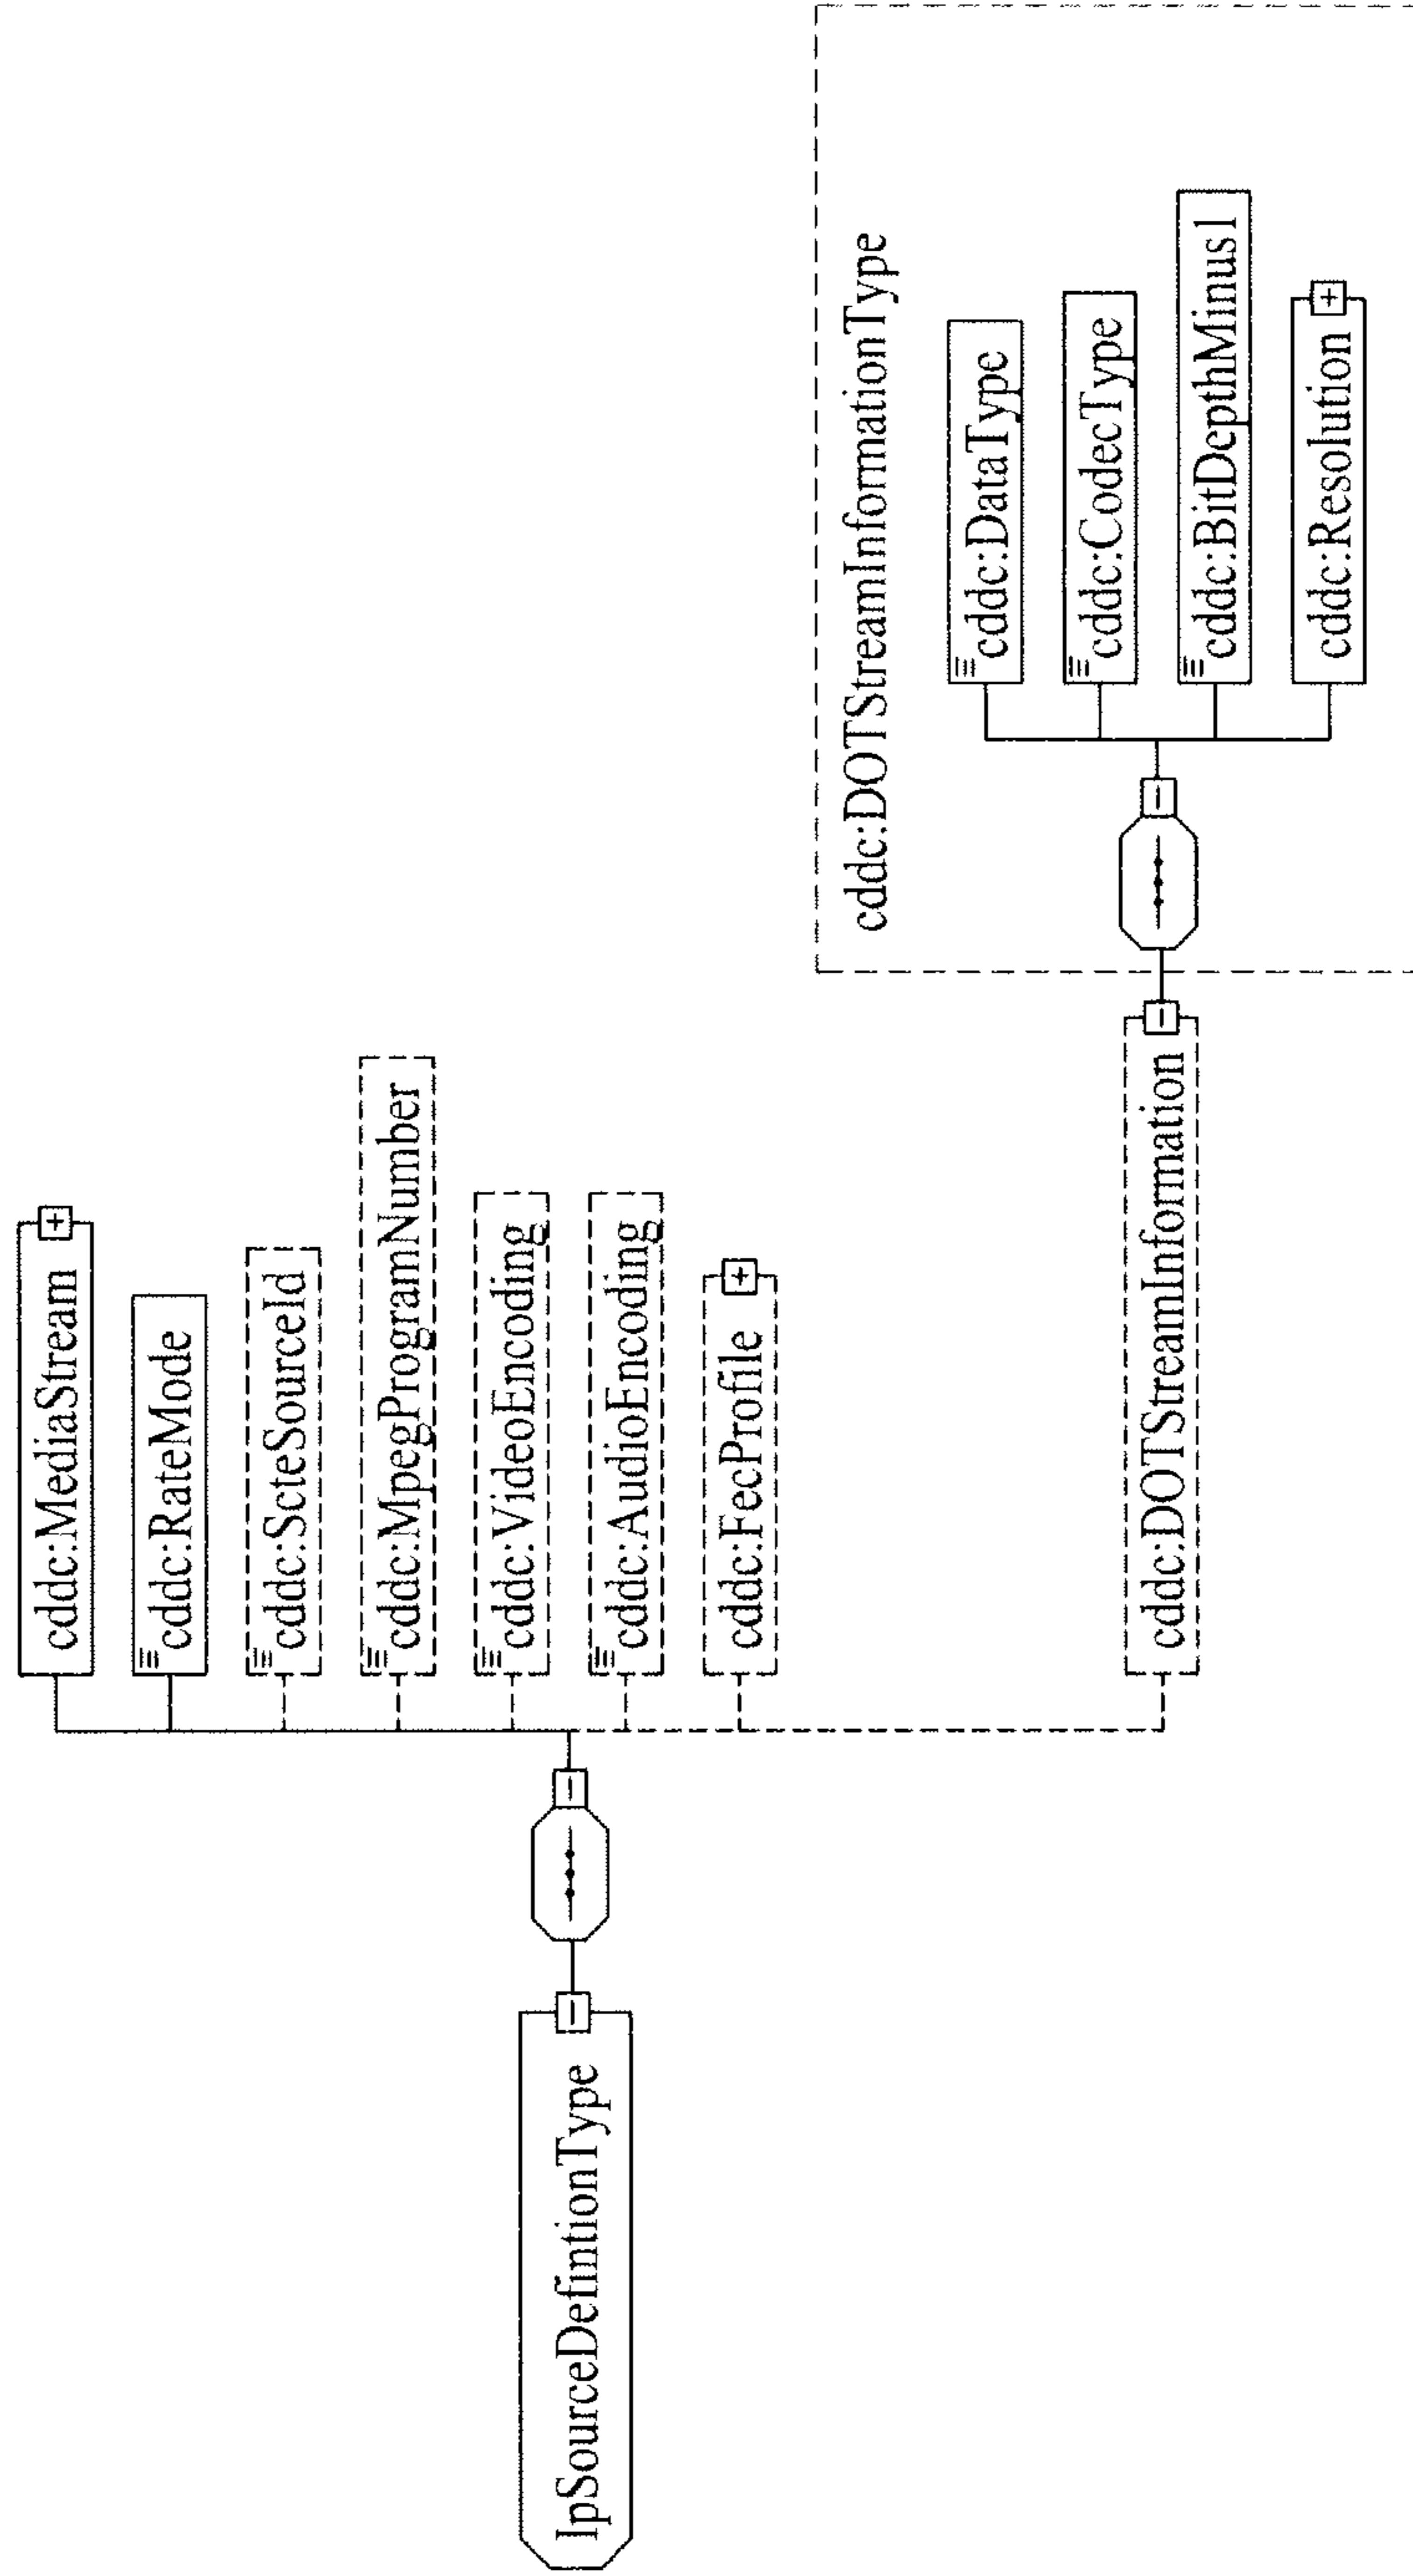 IpSourceDefintionType
cddc:MediaStream
cddc:RateMode
cddc:ScteSourceId
cddc:MpegProgramNumber
cddc:VideoEncoding
cddc:AudioEncoding
cddc:FecProfile
cddc:DOTStreamInformation
cddc:DOTStreamInformationType
cddc:DataType
cddc:CodecType
cddc:BitDepthMinus1
cddc:Resolution